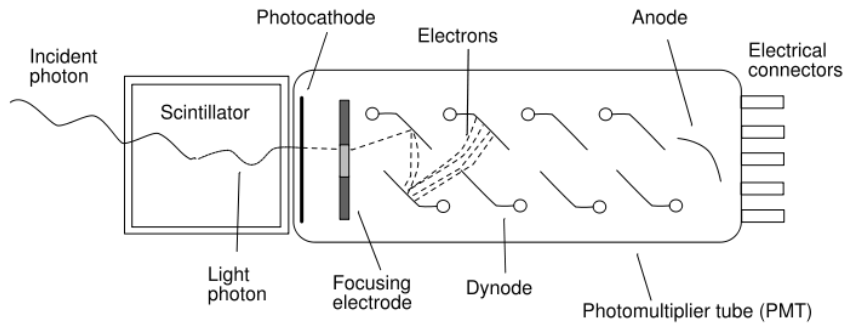 Photocathode
Anode
Electrons
Incident
photon
Electrical
connectors
Scintillator
Light
photon
Focusing
electrode
Dynode
Photomultiplier tube (PMT)